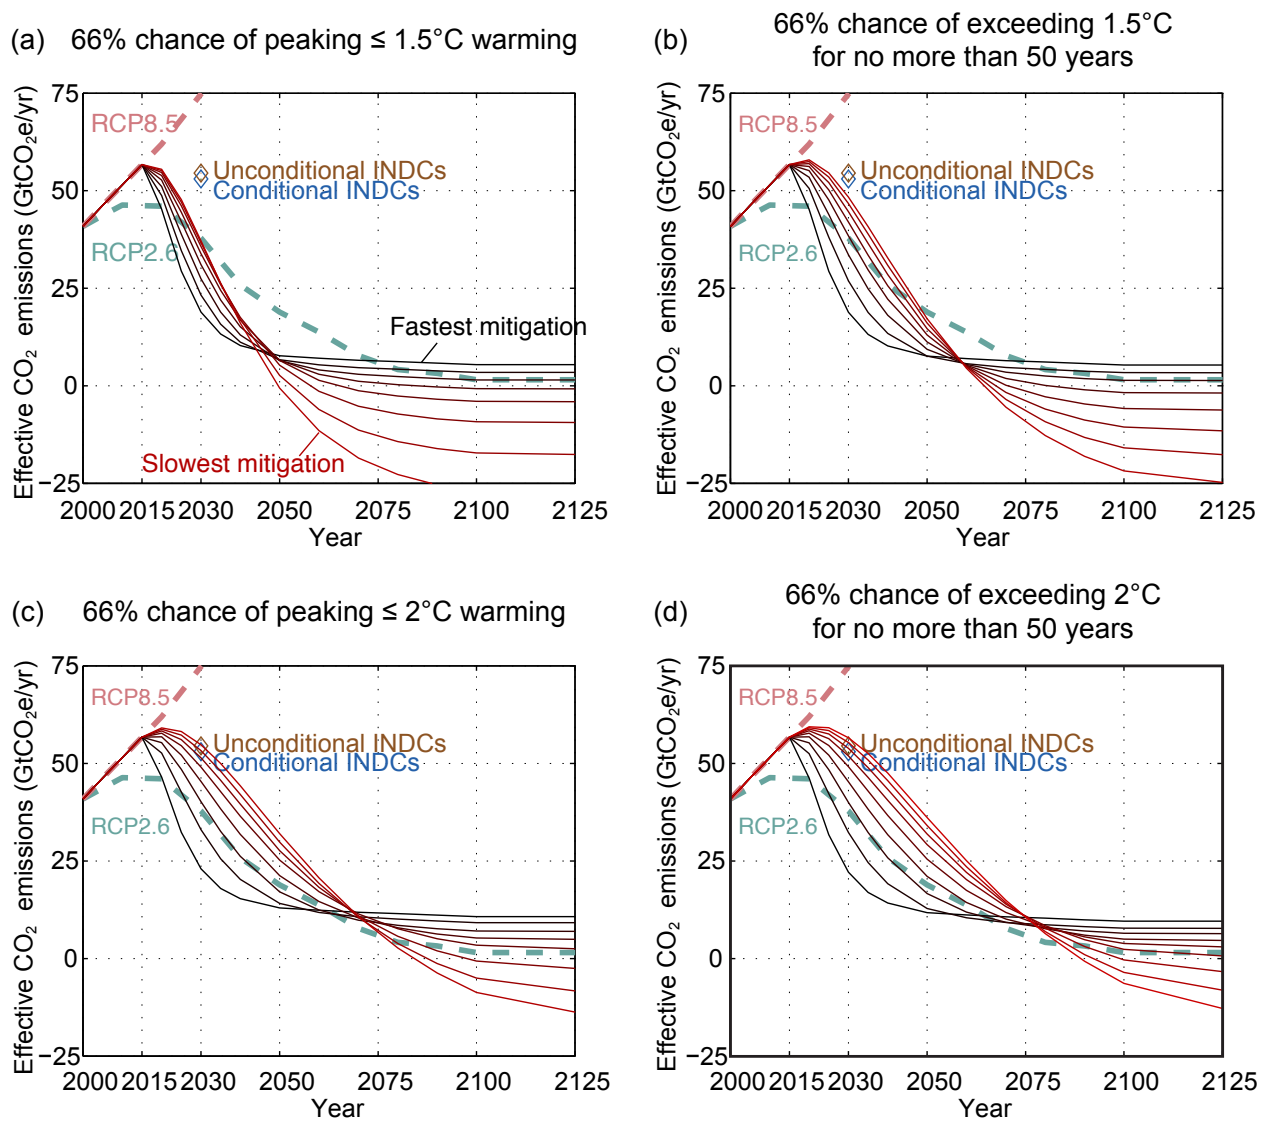 (a) 66% chance of peaking ≤ 1.5°C warming
Effective CO₂ emissions (GtCO₂e/yr)
75
50
25
0
−25
RCP8.5
Unconditional INDCs
Conditional INDCs
RCP2.6
Fastest mitigation
Slowest mitigation
2000 2015 2030 2050 2075 2100 2125
Year
(b) 66% chance of exceeding 1.5°C
for no more than 50 years
Effective CO₂ emissions (GtCO₂e/yr)
75
50
25
0
−25
RCP8.5
Unconditional INDCs
Conditional INDCs
RCP2.6
2000 2015 2030 2050 2075 2100 2125
Year
(c) 66% chance of peaking ≤ 2°C warming
Effective CO₂ emissions (GtCO₂e/yr)
75
50
25
0
−25
RCP8.5
Unconditional INDCs
Conditional INDCs
RCP2.6
2000 2015 2030 2050 2075 2100 2125
Year
(d) 66% chance of exceeding 2°C
for no more than 50 years
Effective CO₂ emissions (GtCO₂e/yr)
75
50
25
0
−25
RCP8.5
Unconditional INDCs
Conditional INDCs
RCP2.6
2000 2015 2030 2050 2075 2100 2125
Year